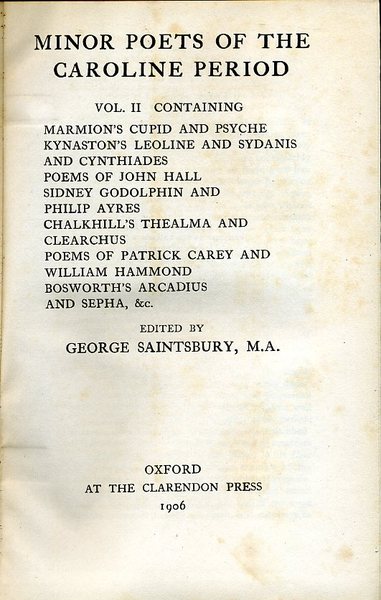 MINOR POETS OF THE
CAROLINE PERIOD
VOL. II CONTAINING
MARMION'S CUPID AND PSYCHE
KYNASTON'S LEOLINE AND SYDANIS
AND CYNTHIADES
POEMS OF JOHN HALL
SIDNEY GODOLPHIN AND
PHILIP AYRES
CHALKHILL'S THEALMA AND
CLEARCHUS
POEMS OF PATRICK CAREY AND
WILLIAM HAMMOND
BOSWORTH'S ARCADIUS
AND SEPHA, &c.
EDITED BY
GEORGE SAINTSBURY, M.A.
OXFORD
AT THE CLARENDON PRESS
1906